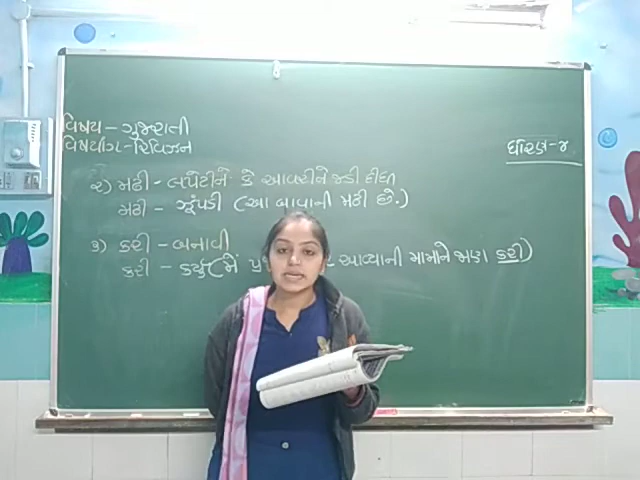 વિષય - ગુજરાતી
વિષયાંગ - રિવિઝન
ધોરણ - ૪
૨) મઢી - લપેટીને કે આવરીને જડી દીધી
મઢી - ઝૂંપડી (આ બાવાની મઢી છે.)
૩) કરી - બનાવી
કરી - કર્યું (મેં - આવ્યાની મામાને જાણ કરી)